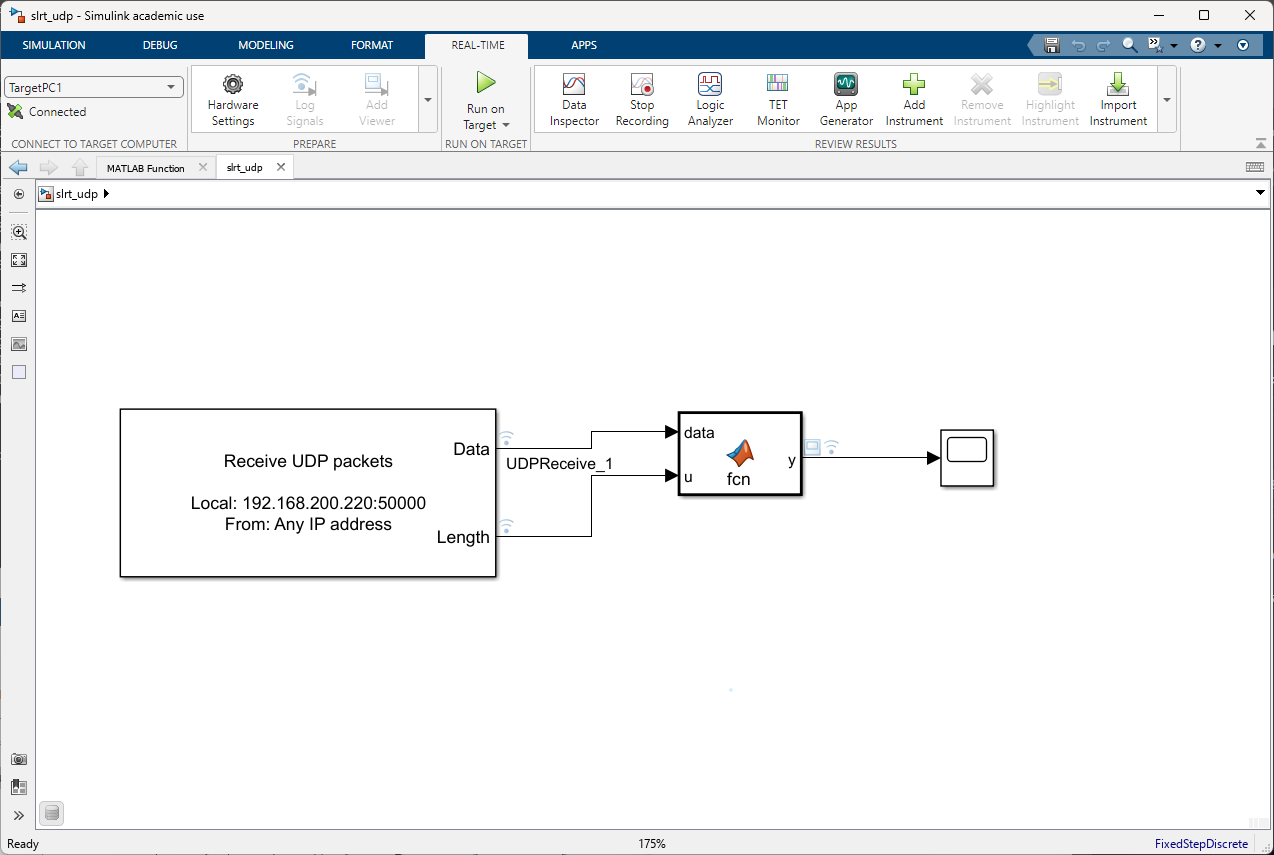 slrt_udp - Simulink academic use
SIMULATION DEBUG MODELING FORMAT REAL-TIME APPS
TargetPC1
Connected
CONNECT TO TARGET COMPUTER
Hardware
Settings
Log
Signals
Add
Viewer
PREPARE
Run on
Target
RUN ON TARGET
Data
Inspector
Stop
Recording
Logic
Analyzer
TET
Monitor
App
Generator
Add
Instrument
Remove
Instrument
Highlight
Instrument
Import
Instrument
REVIEW RESULTS
MATLAB Function
slrt_udp
slrt_udp
Receive UDP packets
Local: 192.168.200.220:50000
From: Any IP address
Data
Length
UDPReceive_1
data
u
fcn
y
Ready
175%
FixedStepDiscrete